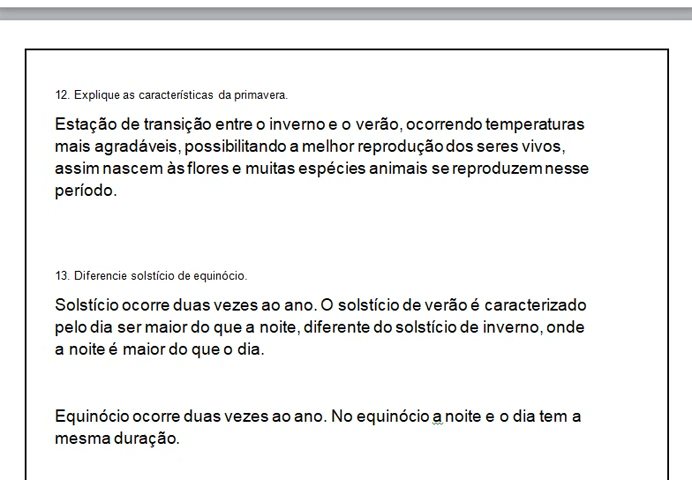 12. Explique as características da primavera.
Estação de transição entre o inverno e o verão, ocorrendo temperaturas
mais agradáveis, possibilitando a melhor reprodução dos seres vivos,
assim nascem às flores e muitas espécies animais se reproduzem nesse
período.
13. Diferencie solstício de equinócio.
Solstício ocorre duas vezes ao ano. O solstício de verão é caracterizado
pelo dia ser maior do que a noite, diferente do solstício de inverno, onde
a noite é maior do que o dia.
Equinócio ocorre duas vezes ao ano. No equinócio a noite e o dia tem a
mesma duração.